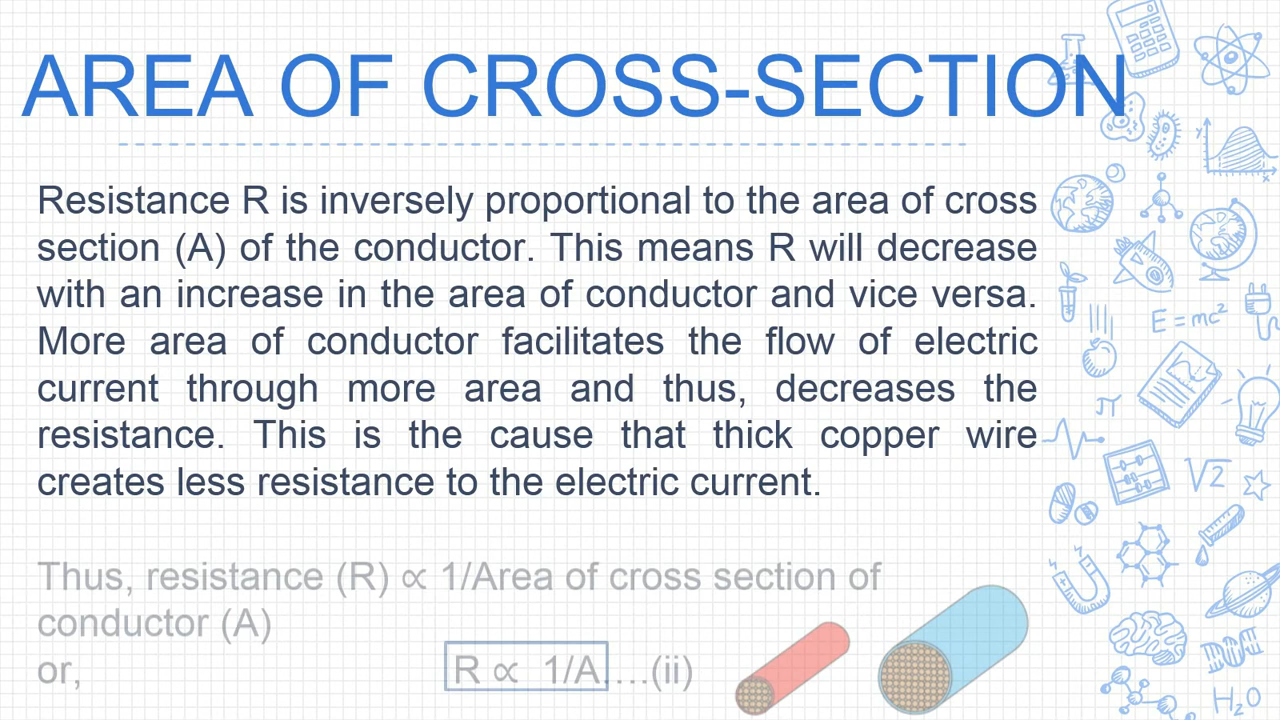 AREA OF CROSS-SECTION
Resistance R is inversely proportional to the area of cross
section (A) of the conductor. This means R will decrease
with an increase in the area of conductor and vice versa.
More area of conductor facilitates the flow of electric
current through more area and thus, decreases the
resistance. This is the cause that thick copper wire
creates less resistance to the electric current.
Thus, resistance (R) ∝ 1/Area of cross section of
conductor (A)
or, R ∝ 1/A....(ii)
y
x
E=mc²
π
√2
H₂O